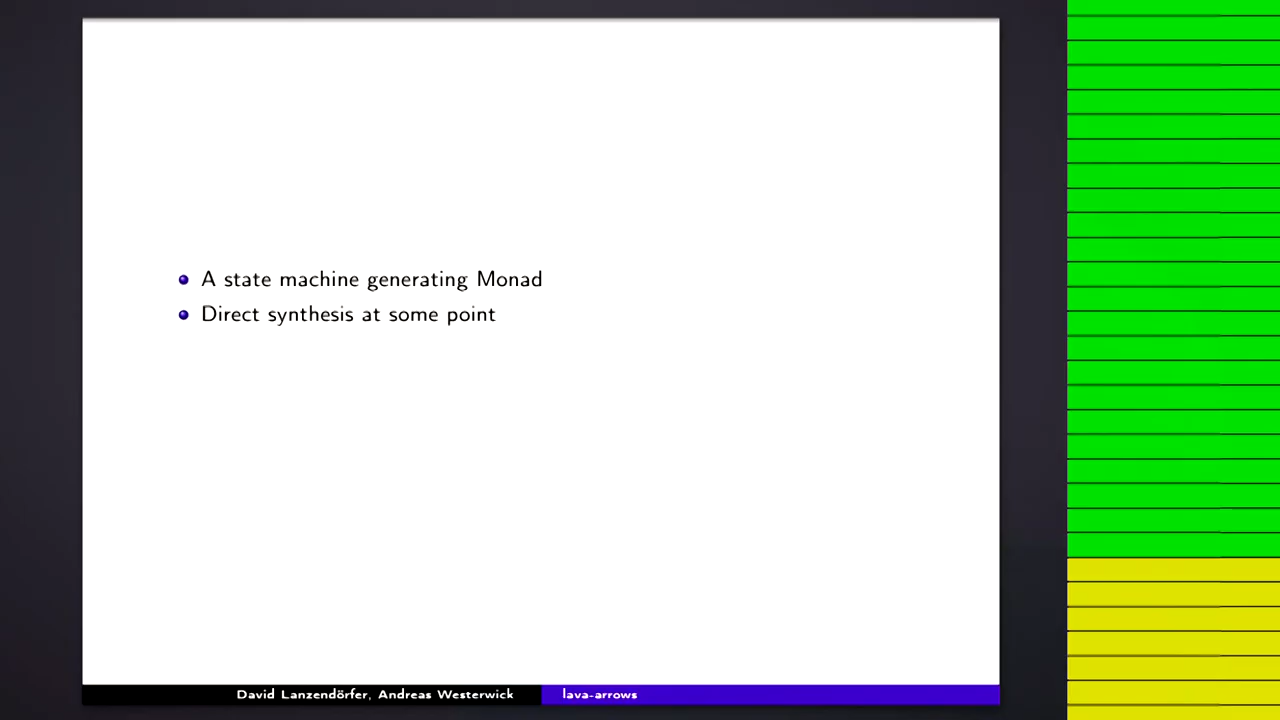 A state machine generating Monad
Direct synthesis at some point
David Lanzendörfer, Andreas Westerwick
lava-arrows